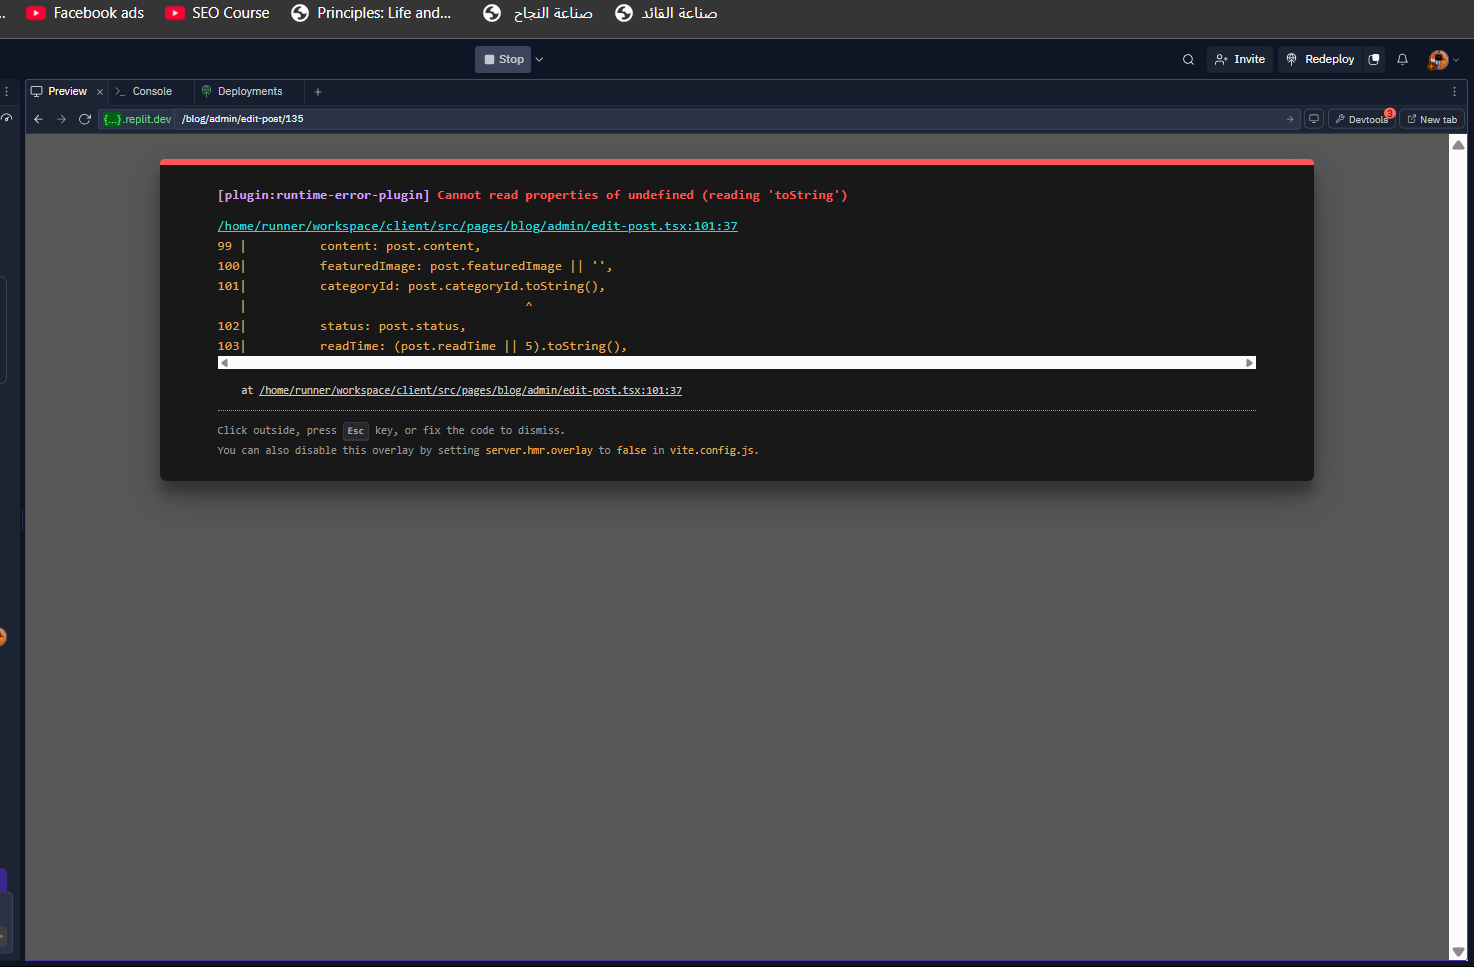 Facebook ads SEO Course Principles: Life and... صناعة النجاح صناعة القائد
Stop Invite Redeploy
Preview Console Deployments
{...}.replit.dev /blog/admin/edit-post/135 Devtools 3 New tab
[plugin:runtime-error-plugin] Cannot read properties of undefined (reading 'toString')
/home/runner/workspace/client/src/pages/blog/admin/edit-post.tsx:101:37
99 | content: post.content,
100| featuredImage: post.featuredImage || '',
101| categoryId: post.categoryId.toString(),
| ^
102| status: post.status,
103| readTime: (post.readTime || 5).toString(),
at /home/runner/workspace/client/src/pages/blog/admin/edit-post.tsx:101:37
Click outside, press Esc key, or fix the code to dismiss.
You can also disable this overlay by setting server.hmr.overlay to false in vite.config.js.